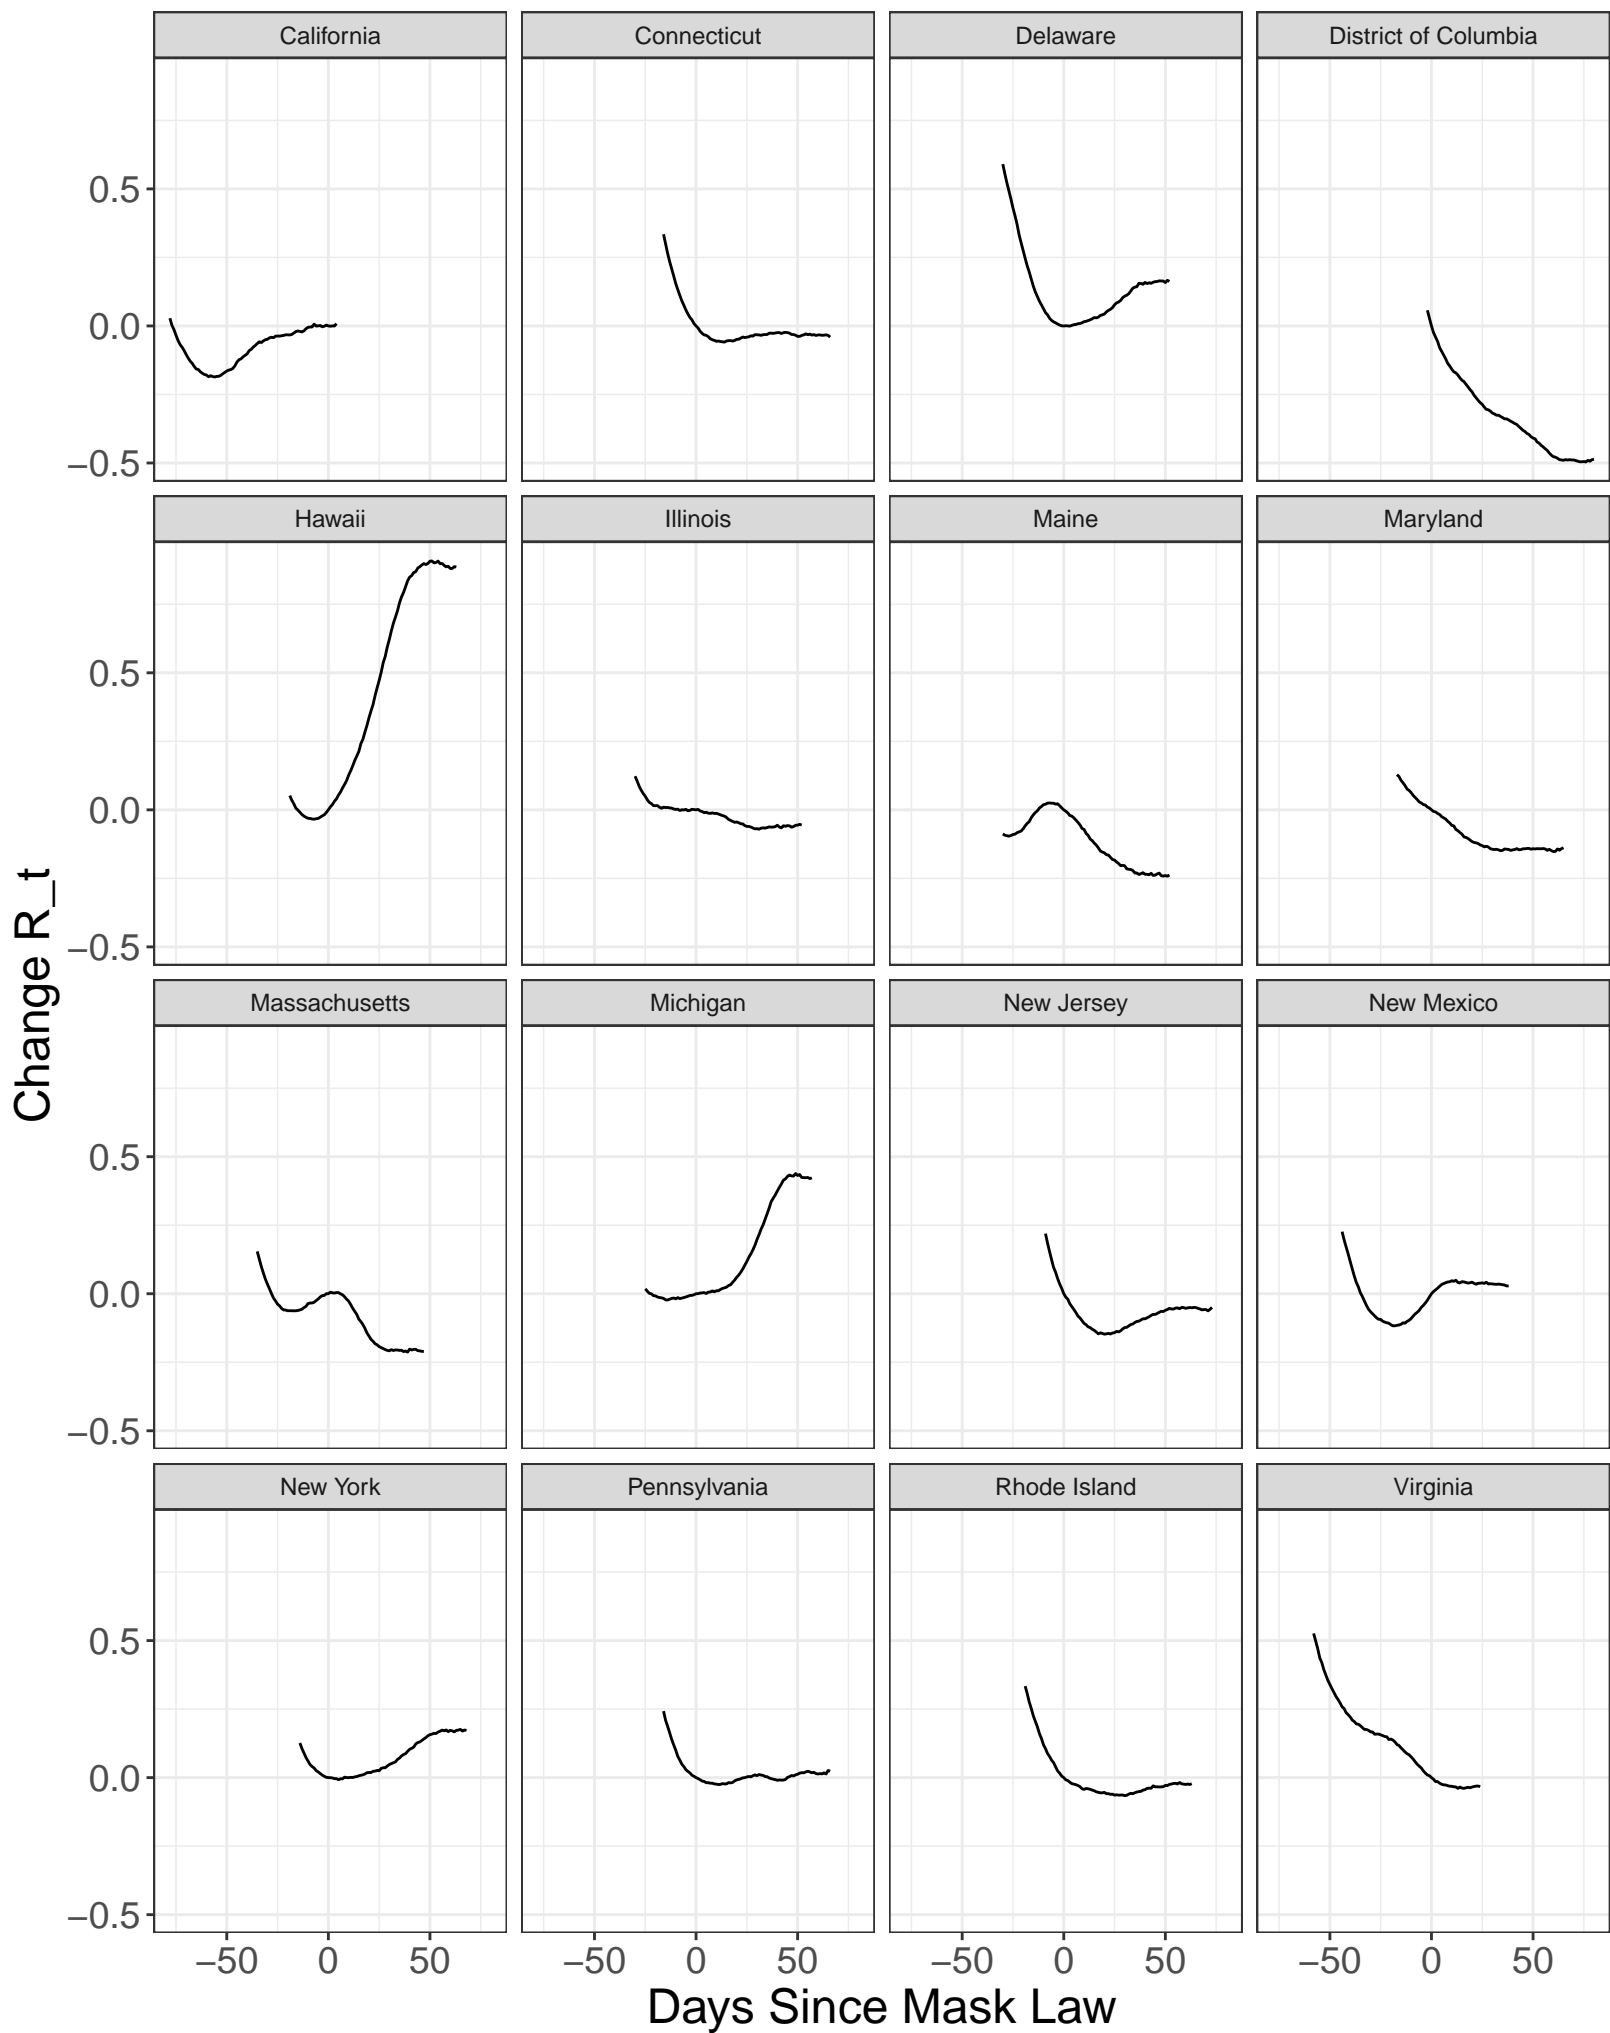 California Connecticut Delaware District of Columbia
0.5
0.0
−0.5
Hawaii Illinois Maine Maryland
0.5
0.0
−0.5
Change R_t
Massachusetts Michigan New Jersey New Mexico
0.5
0.0
−0.5
New York Pennsylvania Rhode Island Virginia
0.5
0.0
−0.5
−50 0 50 −50 0 50 −50 0 50 −50 0 50
Days Since Mask Law